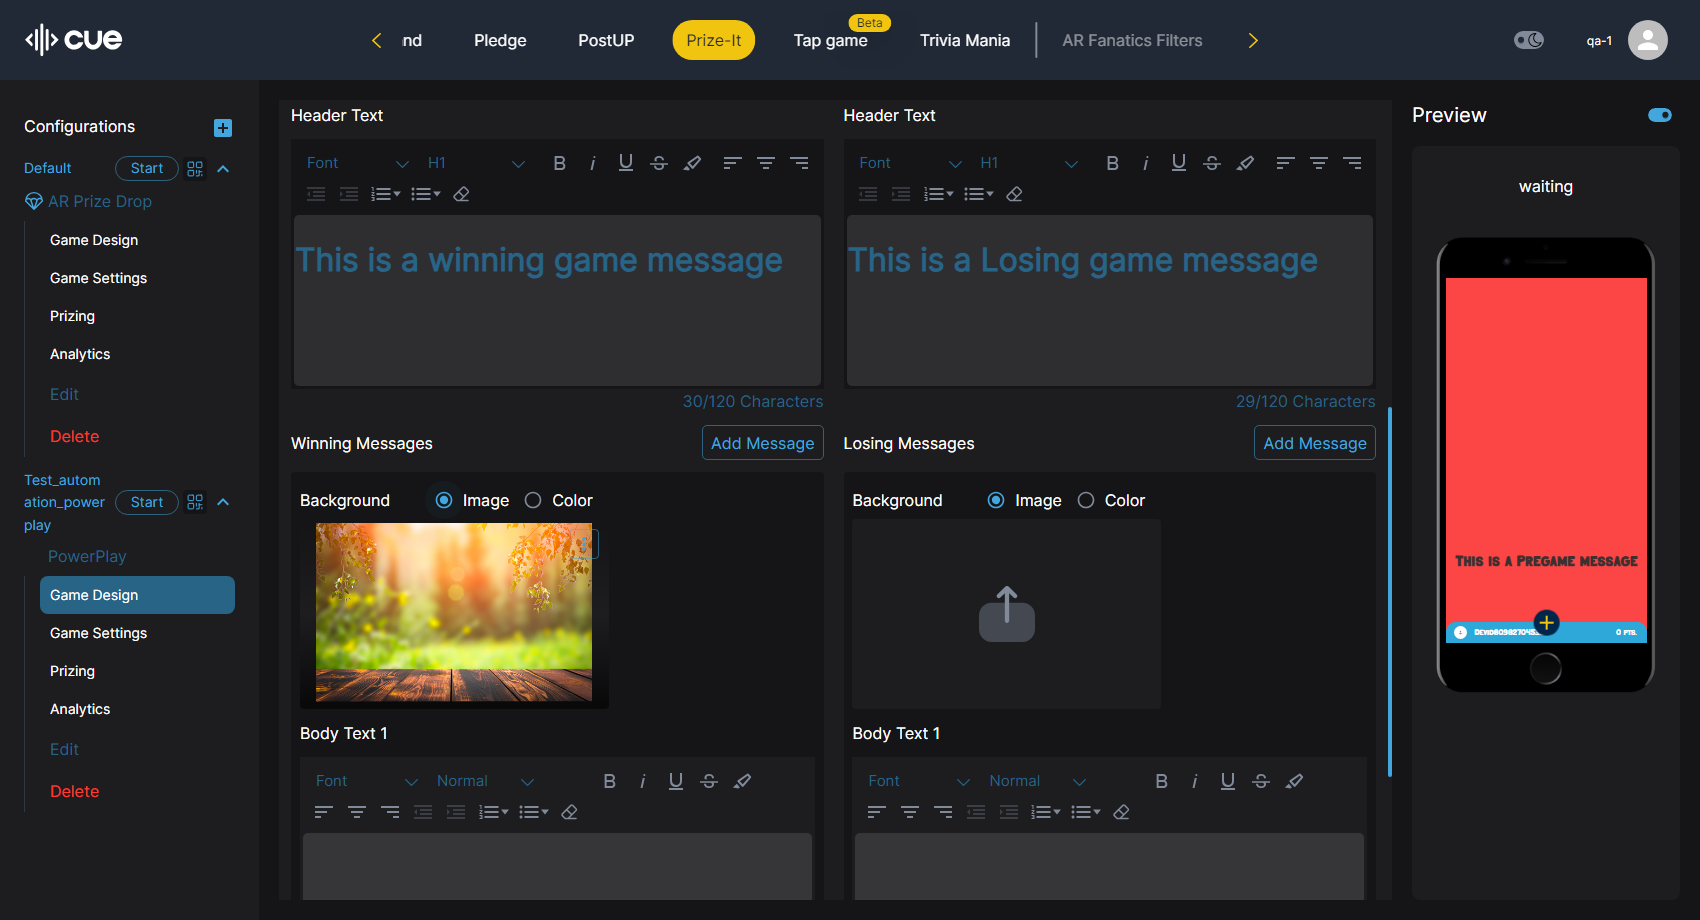 cue
nd
Pledge
PostUP
Prize-It
Beta
Tap game
Trivia Mania
AR Fanatics Filters
qa-1
Configurations
Default
Start
AR Prize Drop
Game Design
Game Settings
Prizing
Analytics
Edit
Delete
Test_autom
ation_power
play
Start
PowerPlay
Game Design
Game Settings
Prizing
Analytics
Edit
Delete
Header Text
Font
H1
This is a winning game message
30/120 Characters
Winning Messages
Add Message
Background
Image
Color
Body Text 1
Font
Normal
Header Text
Font
H1
This is a Losing game message
29/120 Characters
Losing Messages
Add Message
Background
Image
Color
Body Text 1
Font
Normal
Preview
waiting
This is a Pregame message
0 pts.